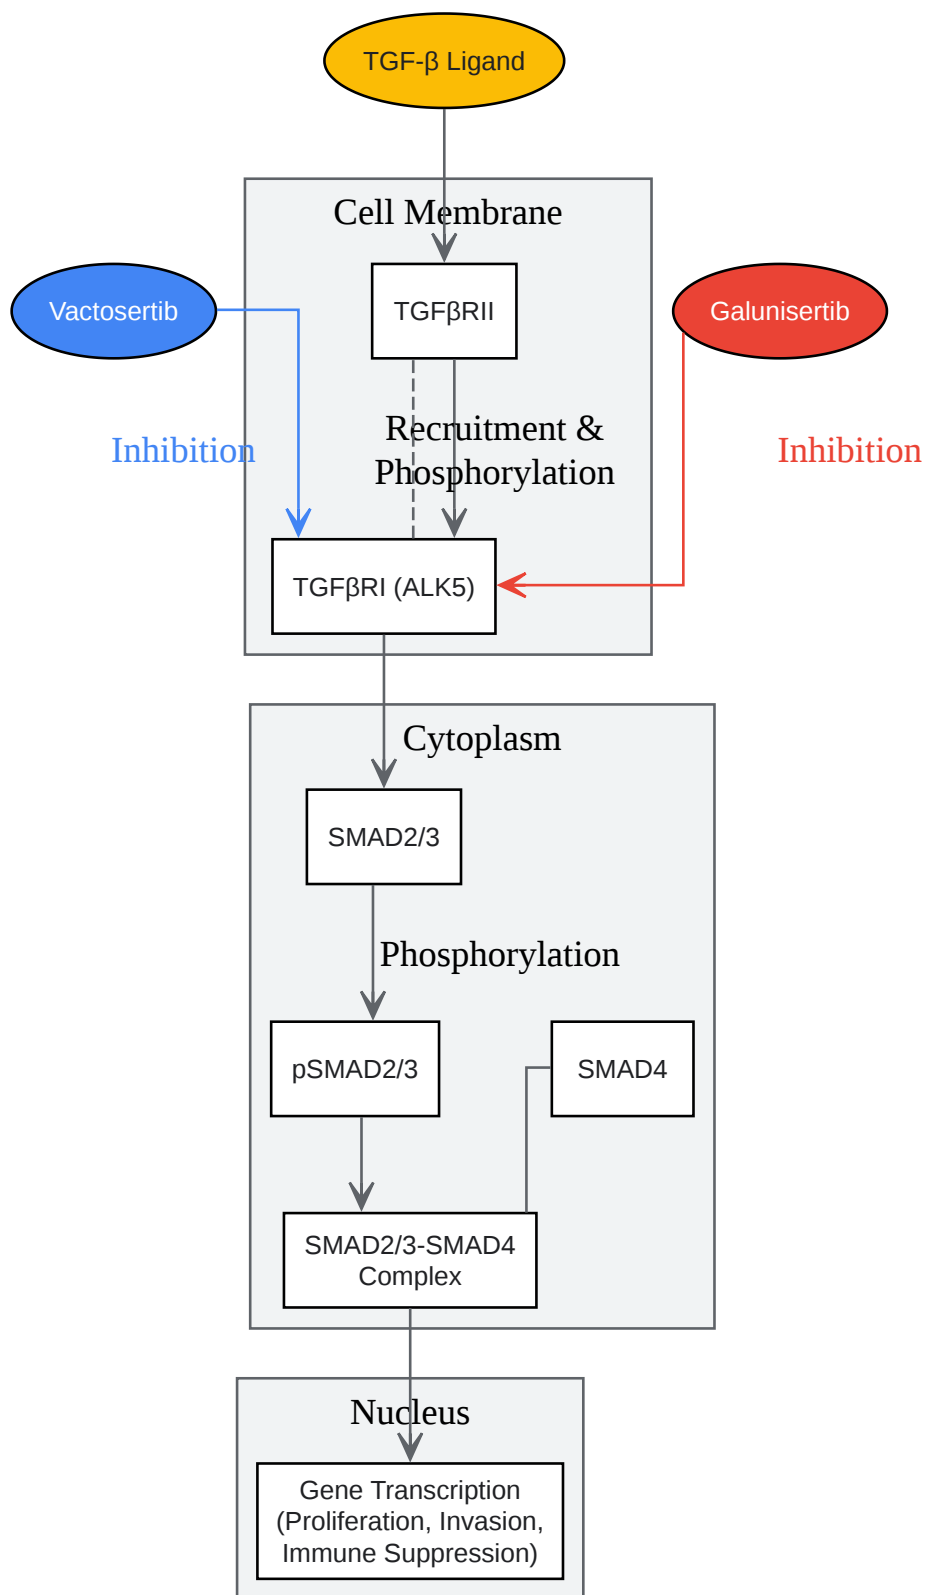 TGF-β Ligand
Cell Membrane
Vactosertib
TGFβRII
Galunisertib
Inhibition
Recruitment &
Phosphorylation
Inhibition
TGFβRI (ALK5)
Cytoplasm
SMAD2/3
Phosphorylation
pSMAD2/3
SMAD4
SMAD2/3-SMAD4
Complex
Nucleus
Gene Transcription
(Proliferation, Invasion,
Immune Suppression)